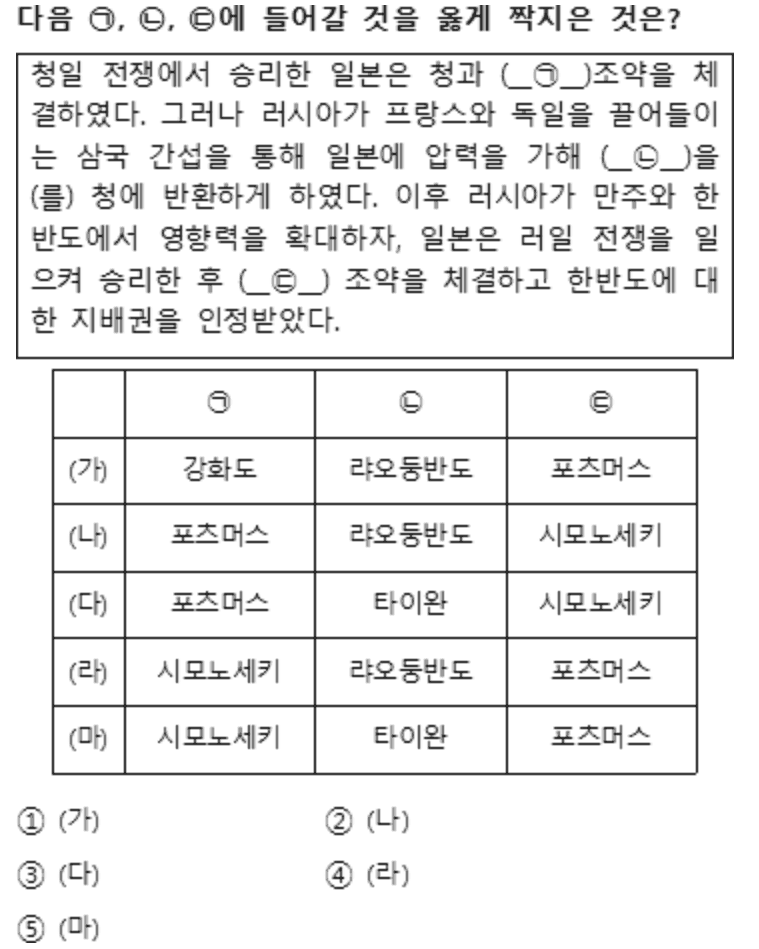 다음 ㉠, ㉡, ㉢에 들어갈 것을 옳게 짝지은 것은?
청일 전쟁에서 승리한 일본은 청과 (_㉠_)조약을 체
결하였다. 그러나 러시아가 프랑스와 독일을 끌어들이
는 삼국 간섭을 통해 일본에 압력을 가해 (_㉡_)을
(를) 청에 반환하게 하였다. 이후 러시아가 만주와 한
반도에서 영향력을 확대하자, 일본은 러일 전쟁을 일
으켜 승리한 후 (_㉢_) 조약을 체결하고 한반도에 대
한 지배권을 인정받았다.
㉠ ㉡ ㉢
(가) 강화도 랴오둥반도 포츠머스
(나) 포츠머스 랴오둥반도 시모노세키
(다) 포츠머스 타이완 시모노세키
(라) 시모노세키 랴오둥반도 포츠머스
(마) 시모노세키 타이완 포츠머스
① (가) ② (나)
③ (다) ④ (라)
⑤ (마)